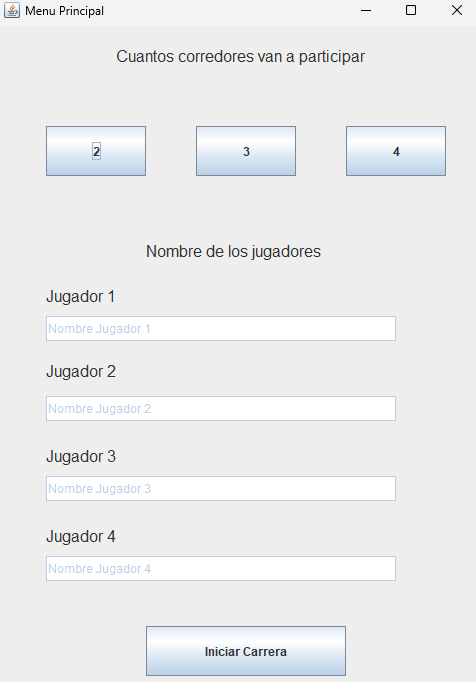 Menu Principal
Cuantos corredores van a participar
2 3 4
Nombre de los jugadores
Jugador 1
Nombre Jugador 1
Jugador 2
Nombre Jugador 2
Jugador 3
Nombre Jugador 3
Jugador 4
Nombre Jugador 4
Iniciar Carrera